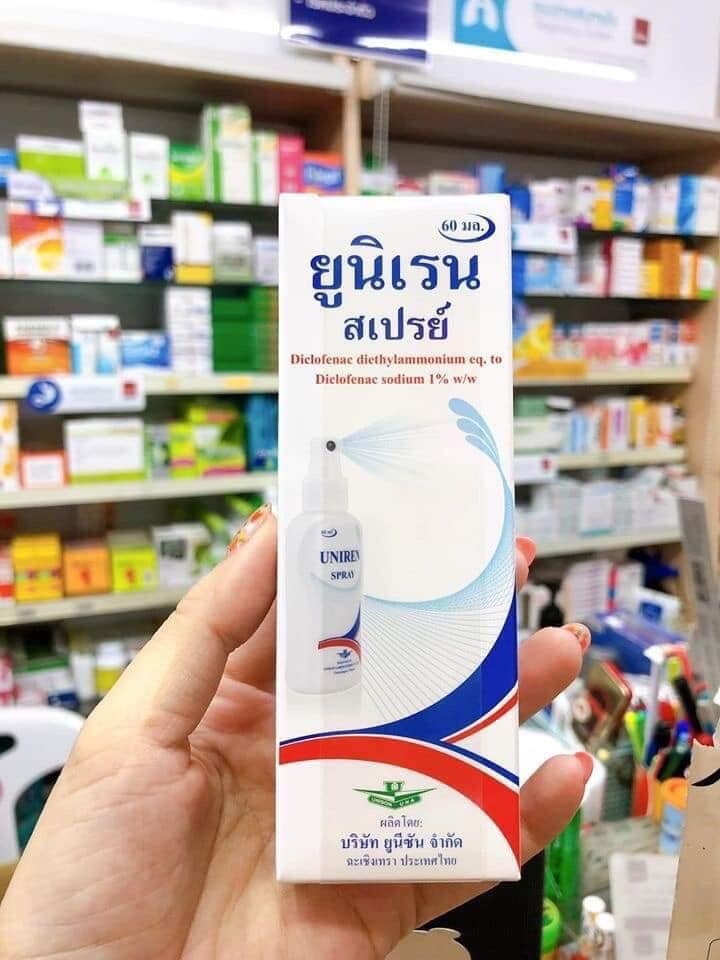 60 มล.
ยูนิเรน
สเปรย์
Diclofenac diethylammonium eq. to
Diclofenac sodium 1% w/w
UNIREN
SPRAY
UNISON
ผลิตโดย:
บริษัท ยูนีซัน จำกัด
ฉะเชิงเทรา ประเทศไทย